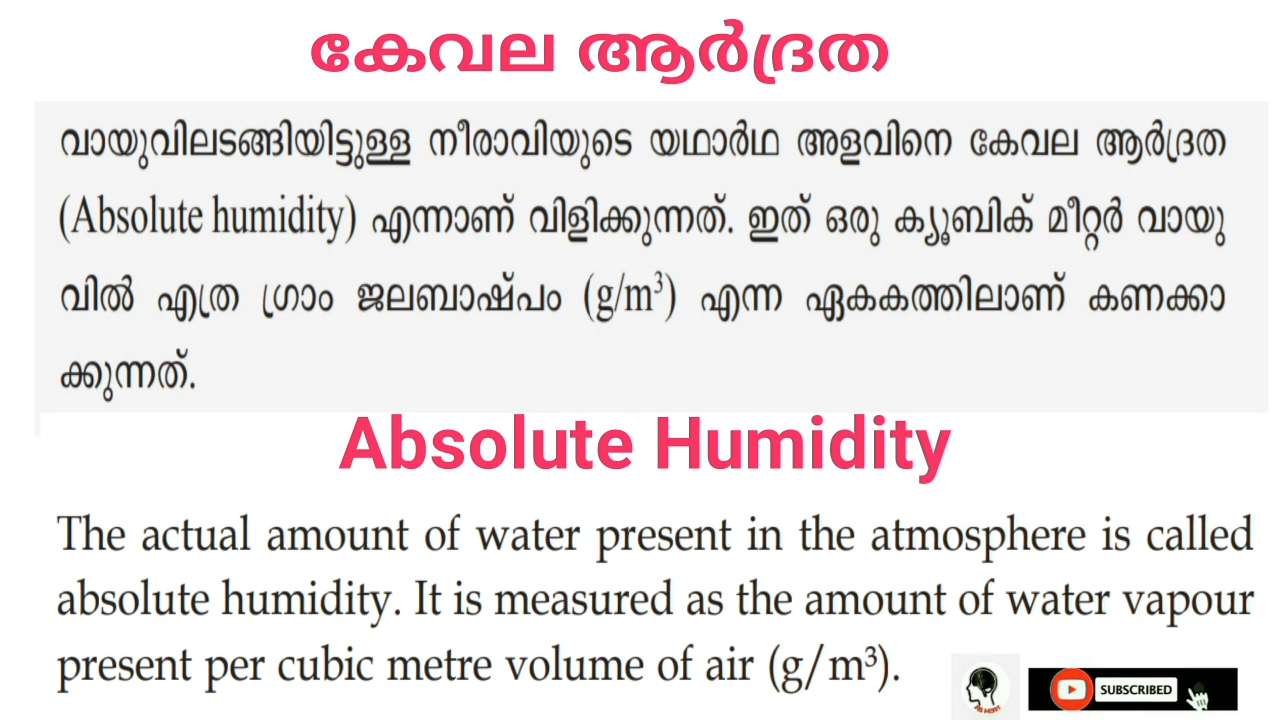 കേവല ആർദ്രത
വായുവിലടങ്ങിയിട്ടുള്ള നീരാവിയുടെ യഥാർഥ അളവിനെ കേവല ആർദ്രത
(Absolute humidity) എന്നാണ് വിളിക്കുന്നത്. ഇത് ഒരു ക്യൂബിക് മീറ്റർ വായു
വിൽ എത്ര ഗ്രാം ജലബാഷ്പം (g/m³) എന്ന ഏകകത്തിലാണ് കണക്കാ
ക്കുന്നത്.
Absolute Humidity
The actual amount of water present in the atmosphere is called
absolute humidity. It is measured as the amount of water vapour
present per cubic metre volume of air (g/m³).
SUBSCRIBED